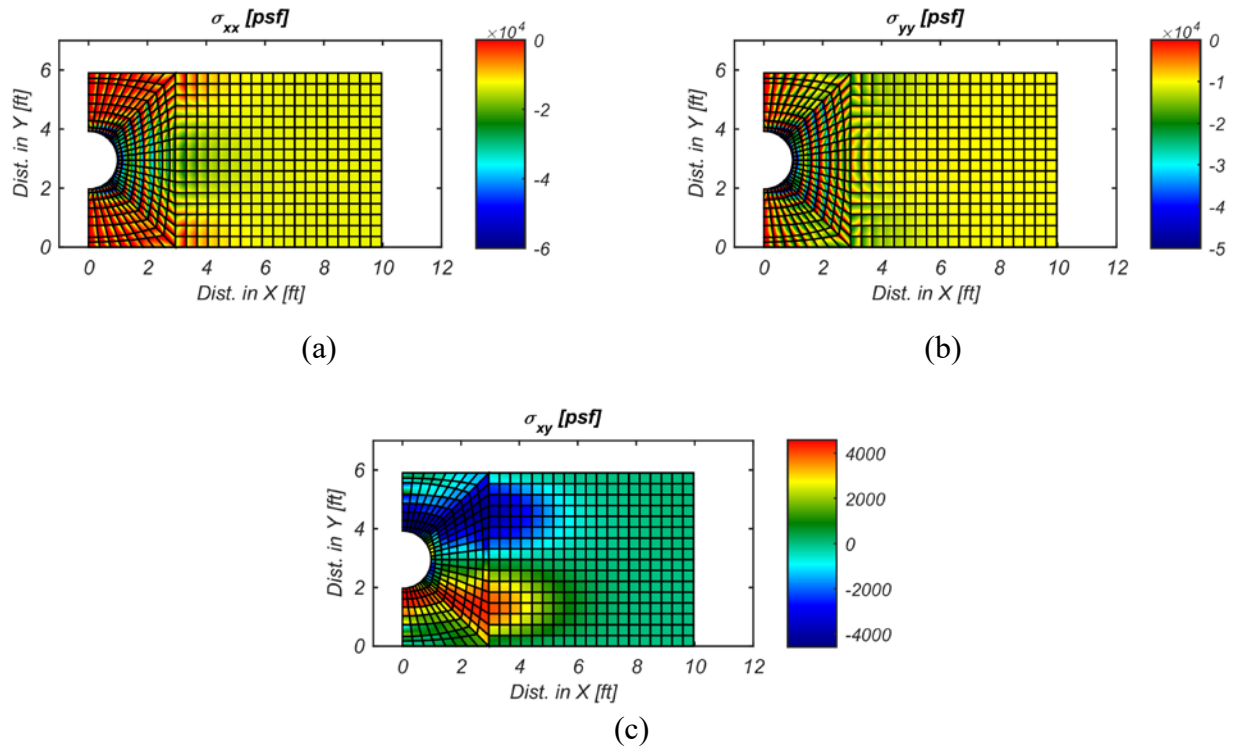 σxx [psf]
×10⁴
6
4
2
0
Dist. in Y [ft]
0 2 4 6 8 10 12
Dist. in X [ft]
0
-2
-4
-6
(a)
σyy [psf]
×10⁴
6
4
2
0
Dist. in Y [ft]
0 2 4 6 8 10 12
Dist. in X [ft]
0
-1
-2
-3
-4
-5
(b)
σxy [psf]
6
4
2
0
Dist. in Y [ft]
0 2 4 6 8 10 12
Dist. in X [ft]
4000
2000
0
-2000
-4000
(c)